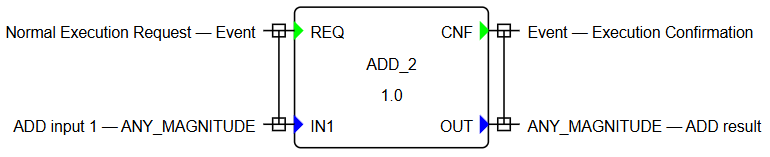 Normal Execution Request — Event REQ CNF Event — Execution Confirmation
ADD_2
1.0
ADD input 1 — ANY_MAGNITUDE IN1 OUT ANY_MAGNITUDE — ADD result